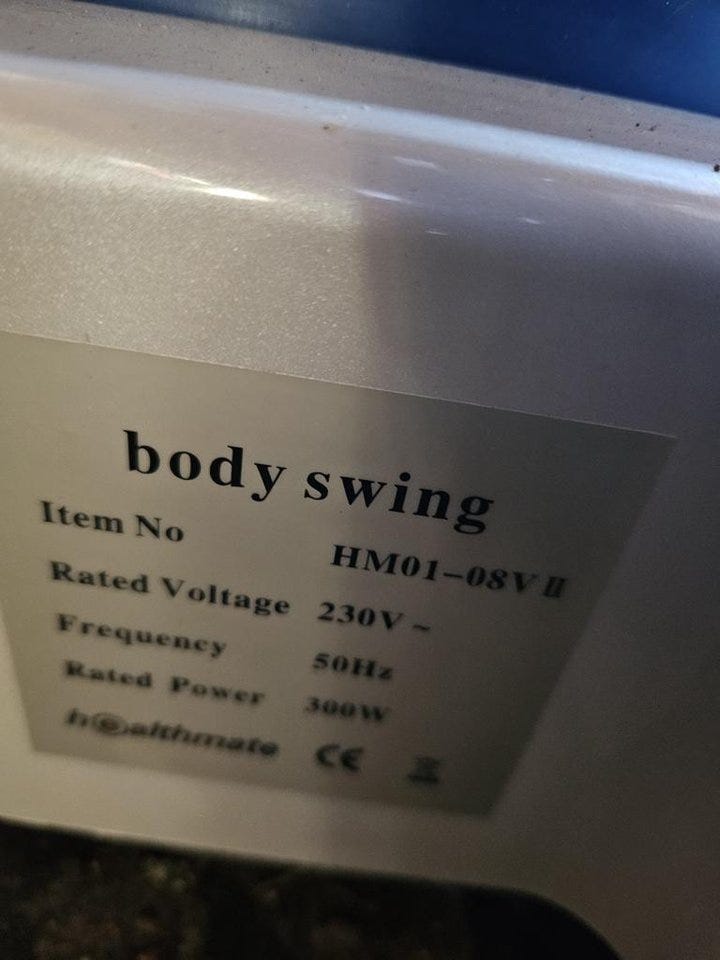 body swing
Item No HM01-08V II
Rated Voltage 230V ~
Frequency 50Hz
Rated Power 300W
healthmate CE